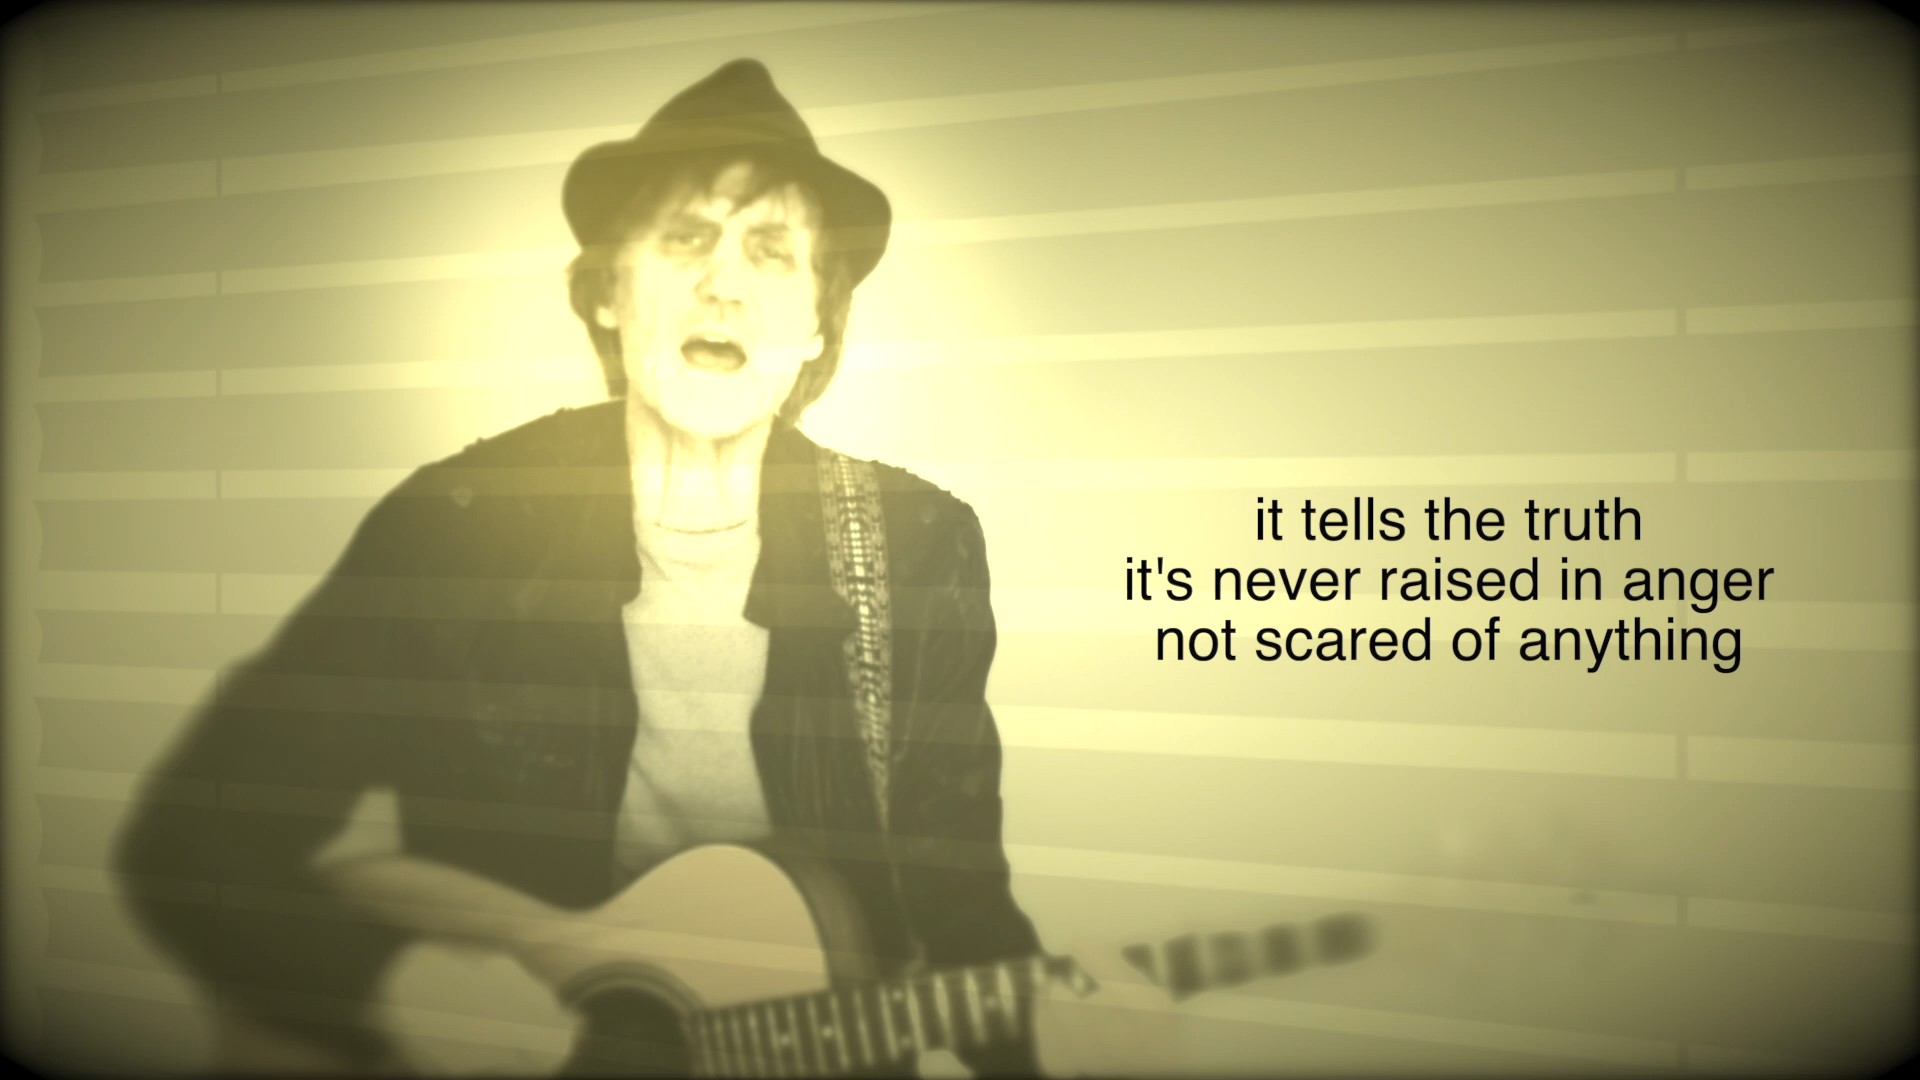 it tells the truth
it's never raised in anger
not scared of anything